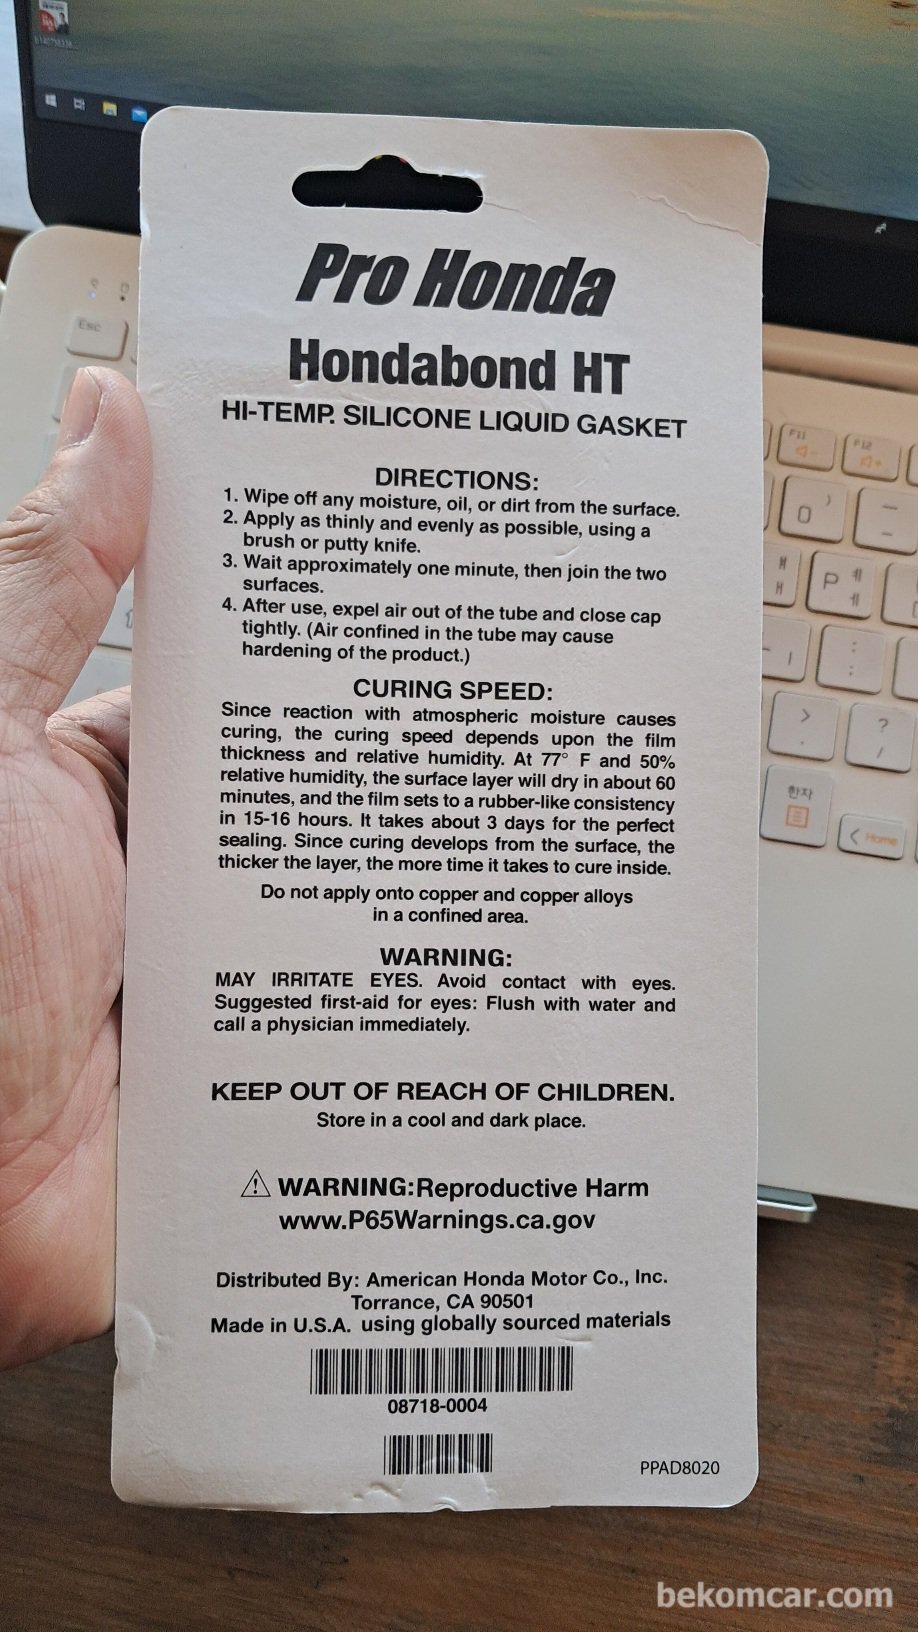 Pro Honda
Hondabond HT
HI-TEMP. SILICONE LIQUID GASKET
DIRECTIONS:
1. Wipe off any moisture, oil, or dirt from the surface.
2. Apply as thinly and evenly as possible, using a
brush or putty knife.
3. Wait approximately one minute, then join the two
surfaces.
4. After use, expel air out of the tube and close cap
tightly. (Air confined in the tube may cause
hardening of the product.)
CURING SPEED:
Since reaction with atmospheric moisture causes
curing, the curing speed depends upon the film
thickness and relative humidity. At 77° F and 50%
relative humidity, the surface layer will dry in about 60
minutes, and the film sets to a rubber-like consistency
in 15-16 hours. It takes about 3 days for the perfect
sealing. Since curing develops from the surface, the
thicker the layer, the more time it takes to cure inside.
Do not apply onto copper and copper alloys
in a confined area.
WARNING:
MAY IRRITATE EYES. Avoid contact with eyes.
Suggested first-aid for eyes: Flush with water and
call a physician immediately.
KEEP OUT OF REACH OF CHILDREN.
Store in a cool and dark place.
WARNING:Reproductive Harm
www.P65Warnings.ca.gov
Distributed By: American Honda Motor Co., Inc.
Torrance, CA 90501
Made in U.S.A. using globally sourced materials
08718-0004
PPAD8020
Esc
F11
F12
0 )
P ㅔ ㅖ
> .
? /
한자
< Home
bekomcar.com